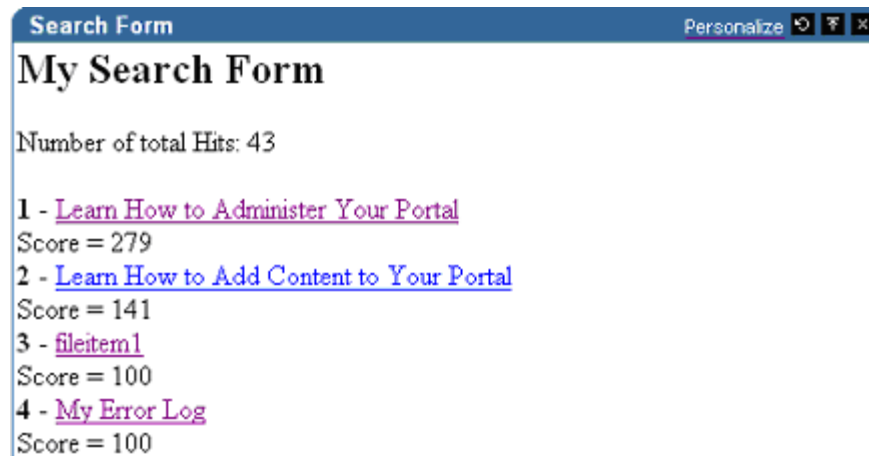 Search Form Personalize
My Search Form
Number of total Hits: 43
1 - Learn How to Administer Your Portal
Score = 279
2 - Learn How to Add Content to Your Portal
Score = 141
3 - fileitem1
Score = 100
4 - My Error Log
Score = 100